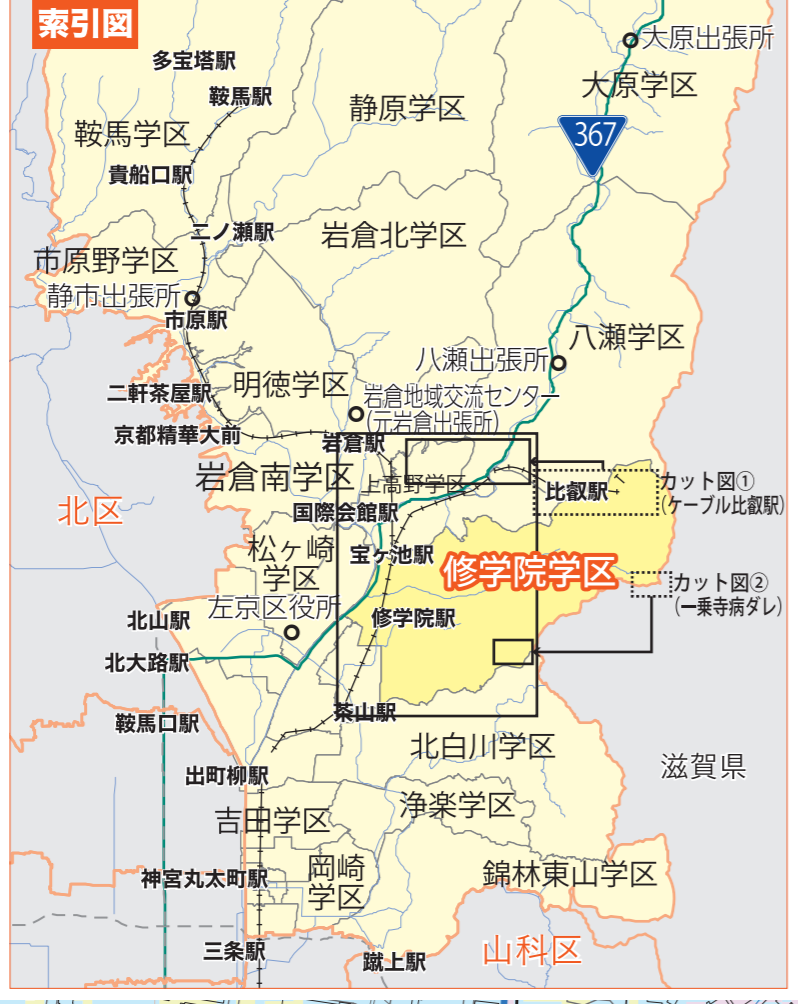 索引図
大原出張所
多宝塔駅
大原学区
鞍馬駅
静原学区
鞍馬学区
367
貴船口駅
二ノ瀬駅
岩倉北学区
市原野学区
静市出張所
市原駅
八瀬学区
八瀬出張所
明徳学区
二軒茶屋駅
岩倉地域交流センター
(元岩倉出張所)
京都精華大前
岩倉駅
岩倉南学区
上高野学区
比叡駅
カット図①
(ケーブル比叡駅)
北区
国際会館駅
松ヶ崎
学区
宝ヶ池駅
修学院学区
カット図②
(一乗寺病ダレ)
左京区役所
北山駅
修学院駅
北大路駅
茶山駅
鞍馬口駅
北白川学区
滋賀県
出町柳駅
浄楽学区
吉田学区
岡崎
学区
神宮丸太町駅
錦林東山学区
三条駅
山科区
蹴上駅